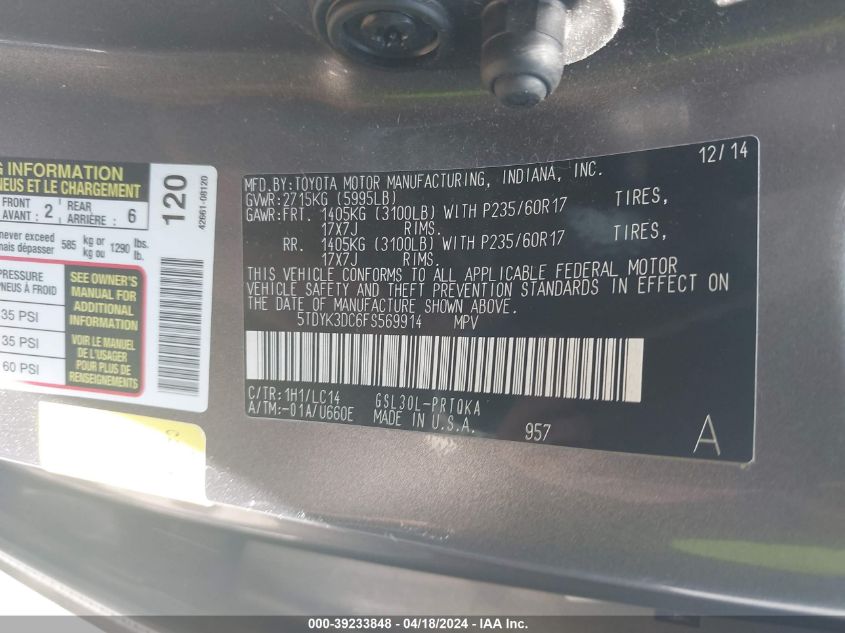 G INFORMATION
NEUS ET LE CHARGEMENT
FRONT AVANT : 2 REAR ARRIÈRE : 6
never exceed
mais dépasser 585 kg or kg ou 1290 lbs. lb.
PRESSURE
PNEUS À FROID
35 PSI
35 PSI
60 PSI
SEE OWNER'S
MANUAL FOR
ADDITIONAL
INFORMATION
VOIR LE MANUEL
DE L'USAGER
POUR PLUS DE
RENSEIGNEMENTS
120
42661-08120
12/14
MFD.BY:TOYOTA MOTOR MANUFACTURING, INDIANA, INC.
GVWR:2715KG (5995LB)
GAWR:FRT. 1405KG (3100LB) WITH P235/60R17 TIRES,
17X7J RIMS.
RR. 1405KG (3100LB) WITH P235/60R17 TIRES,
17X7J RIMS.
THIS VEHICLE CONFORMS TO ALL APPLICABLE FEDERAL MOTOR
VEHICLE SAFETY AND THEFT PREVENTION STANDARDS IN EFFECT ON
THE DATE OF MANUFACTURE SHOWN ABOVE.
5TDYK3DC6FS569914 MPV
C/TR:1H1/LC14 GSL30L-PRTQKA
A/TM:-01A/U660E MADE IN U.S.A.
957
A
000-39233848 - 04/18/2024 - IAA Inc.